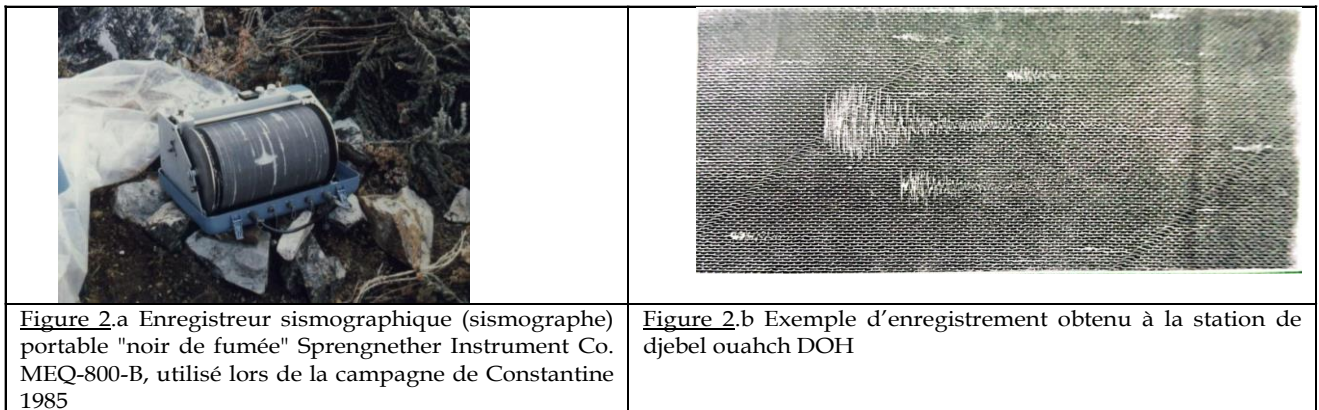 Figure 2.a Enregistreur sismographique (sismographe)
portable "noir de fumée" Sprengnether Instrument Co.
MEQ-800-B, utilisé lors de la campagne de Constantine
1985
Figure 2.b Exemple d'enregistrement obtenu à la station de
djebel ouahch DOH